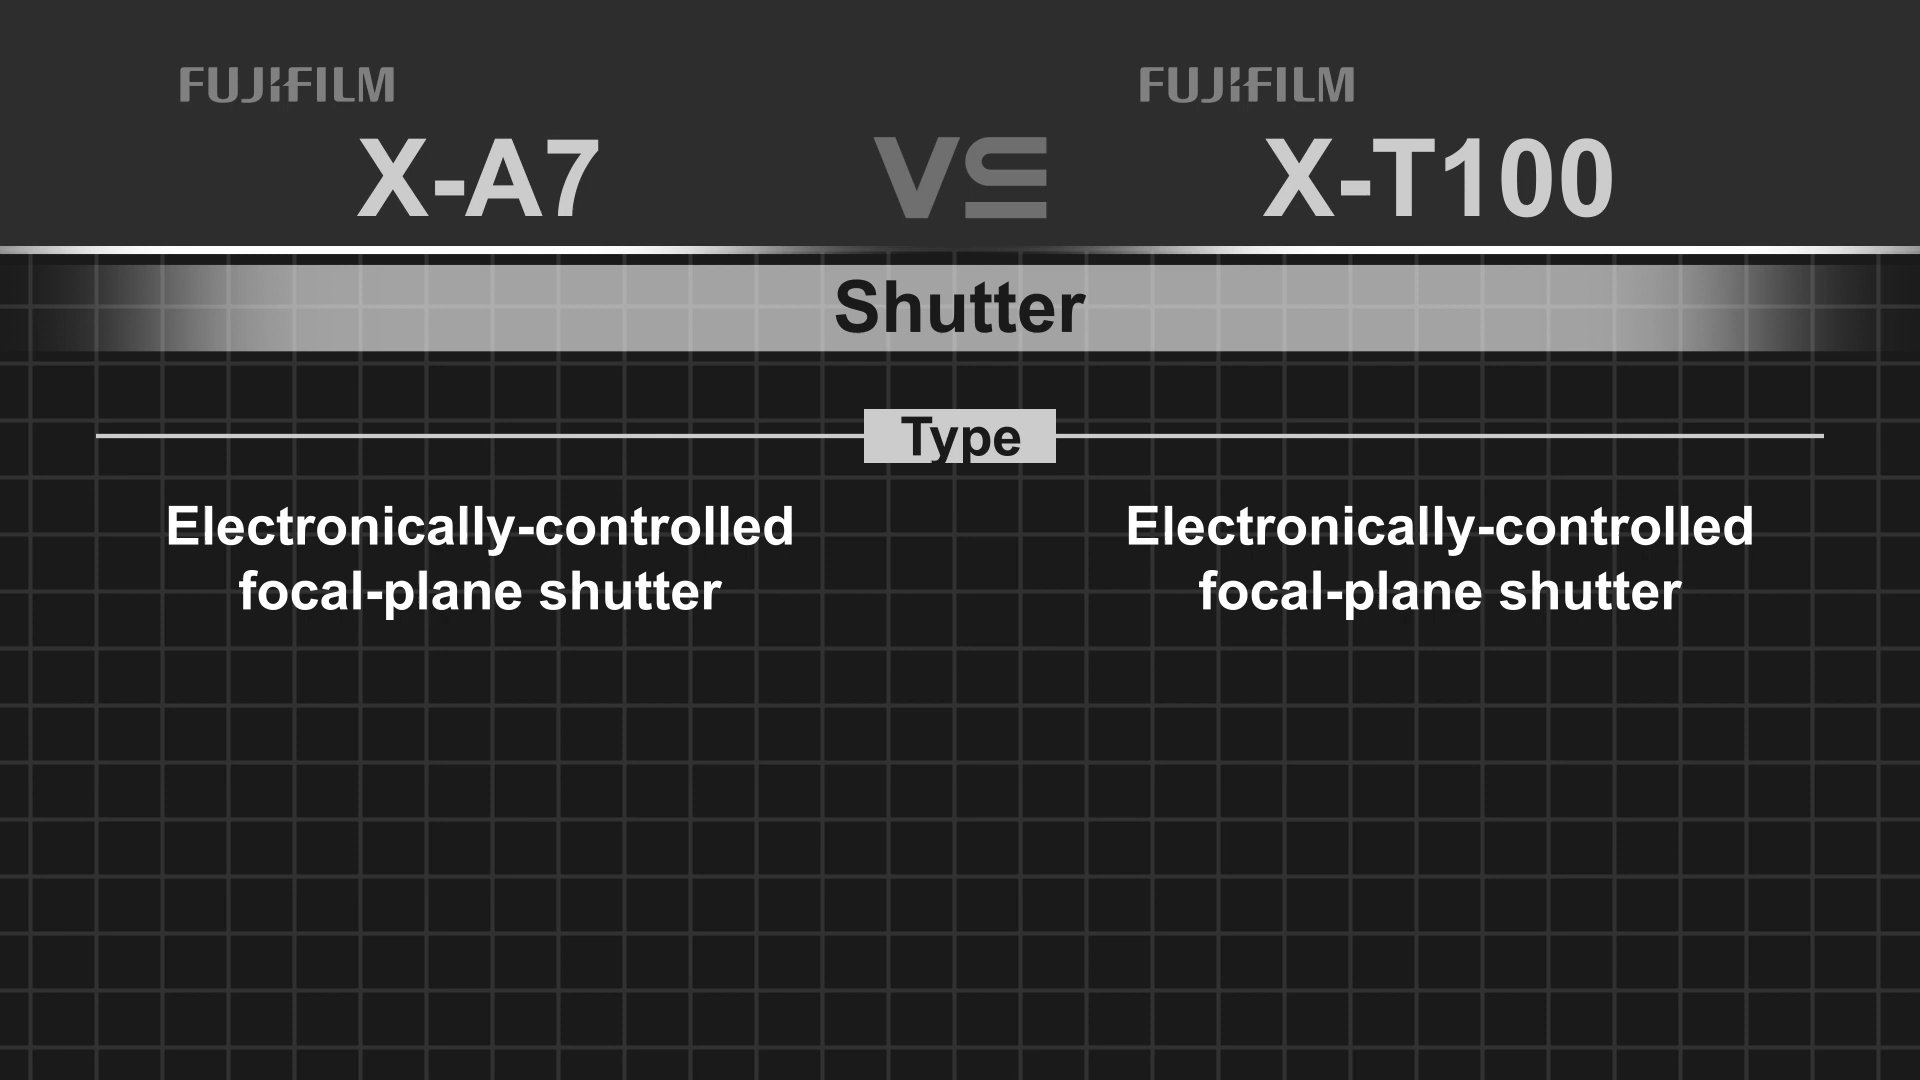 FUJIFILM
X-A7
VS
FUJIFILM
X-T100
Shutter
Type
Electronically-controlled
focal-plane shutter
Electronically-controlled
focal-plane shutter